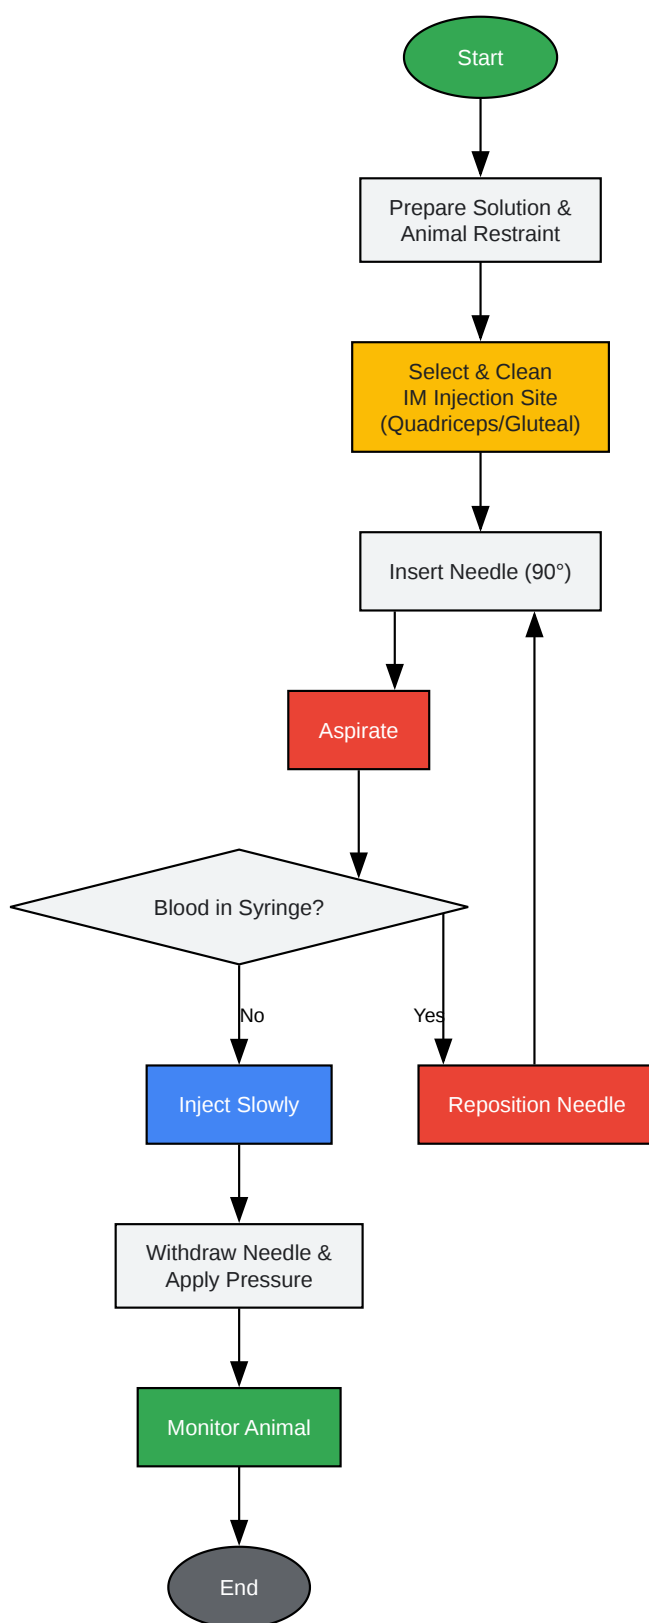 Start
Prepare Solution &
Animal Restraint
Select & Clean
IM Injection Site
(Quadriceps/Gluteal)
Insert Needle (90°)
Aspirate
Blood in Syringe?
No
Yes
Inject Slowly
Reposition Needle
Withdraw Needle &
Apply Pressure
Monitor Animal
End